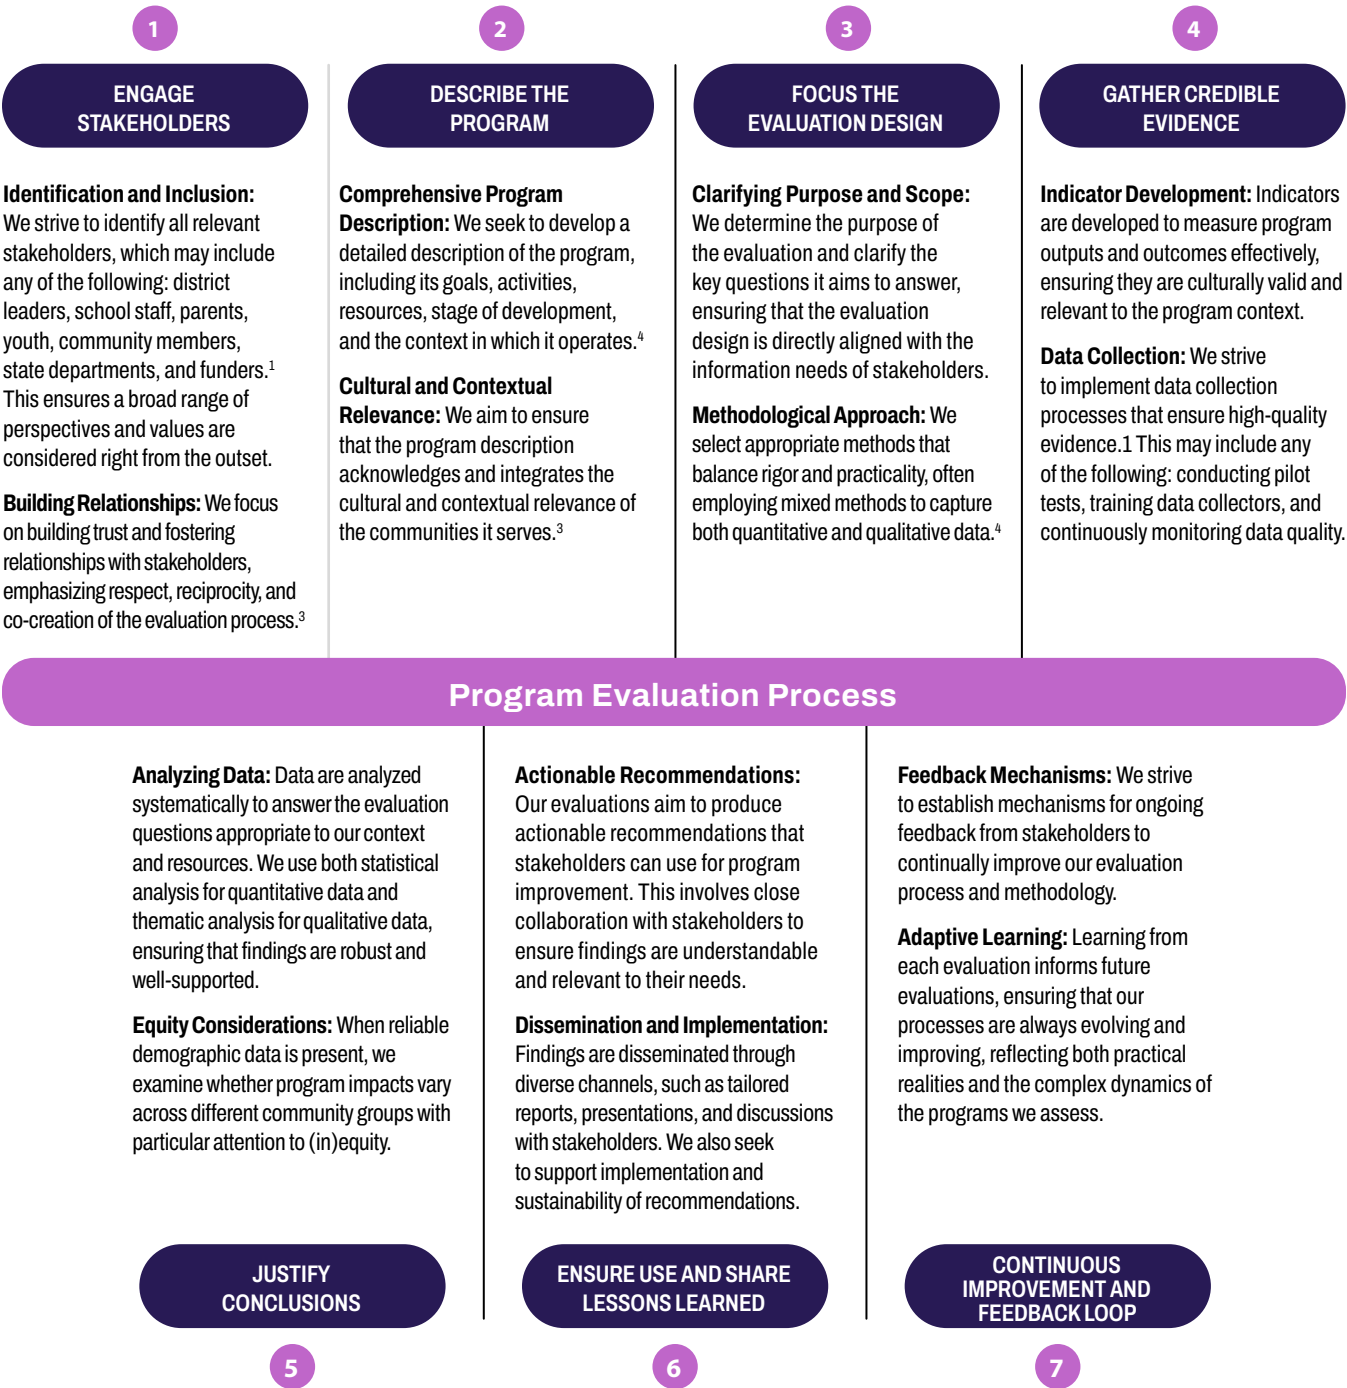 1
ENGAGE
STAKEHOLDERS
Identification and Inclusion:
We strive to identify all relevant
stakeholders, which may include
any of the following: district
leaders, school staff, parents,
youth, community members,
state departments, and funders.¹
This ensures a broad range of
perspectives and values are
considered right from the outset.
Building Relationships: We focus
on building trust and fostering
relationships with stakeholders,
emphasizing respect, reciprocity, and
co-creation of the evaluation process.³
2
DESCRIBE THE
PROGRAM
Comprehensive Program
Description: We seek to develop a
detailed description of the program,
including its goals, activities,
resources, stage of development,
and the context in which it operates.⁴
Cultural and Contextual
Relevance: We aim to ensure
that the program description
acknowledges and integrates the
cultural and contextual relevance of
the communities it serves.³
3
FOCUS THE
EVALUATION DESIGN
Clarifying Purpose and Scope:
We determine the purpose of
the evaluation and clarify the
key questions it aims to answer,
ensuring that the evaluation
design is directly aligned with the
information needs of stakeholders.
Methodological Approach: We
select appropriate methods that
balance rigor and practicality, often
employing mixed methods to capture
both quantitative and qualitative data.⁴
4
GATHER CREDIBLE
EVIDENCE
Indicator Development: Indicators
are developed to measure program
outputs and outcomes effectively,
ensuring they are culturally valid and
relevant to the program context.
Data Collection: We strive
to implement data collection
processes that ensure high-quality
evidence.1 This may include any
of the following: conducting pilot
tests, training data collectors, and
continuously monitoring data quality.
Program Evaluation Process
Analyzing Data: Data are analyzed
systematically to answer the evaluation
questions appropriate to our context
and resources. We use both statistical
analysis for quantitative data and
thematic analysis for qualitative data,
ensuring that findings are robust and
well-supported.
Equity Considerations: When reliable
demographic data is present, we
examine whether program impacts vary
across different community groups with
particular attention to (in)equity.
JUSTIFY
CONCLUSIONS
5
Actionable Recommendations:
Our evaluations aim to produce
actionable recommendations that
stakeholders can use for program
improvement. This involves close
collaboration with stakeholders to
ensure findings are understandable
and relevant to their needs.
Dissemination and Implementation:
Findings are disseminated through
diverse channels, such as tailored
reports, presentations, and discussions
with stakeholders. We also seek
to support implementation and
sustainability of recommendations.
ENSURE USE AND SHARE
LESSONS LEARNED
6
Feedback Mechanisms: We strive
to establish mechanisms for ongoing
feedback from stakeholders to
continually improve our evaluation
process and methodology.
Adaptive Learning: Learning from
each evaluation informs future
evaluations, ensuring that our
processes are always evolving and
improving, reflecting both practical
realities and the complex dynamics of
the programs we assess.
CONTINUOUS
IMPROVEMENT AND
FEEDBACK LOOP
7